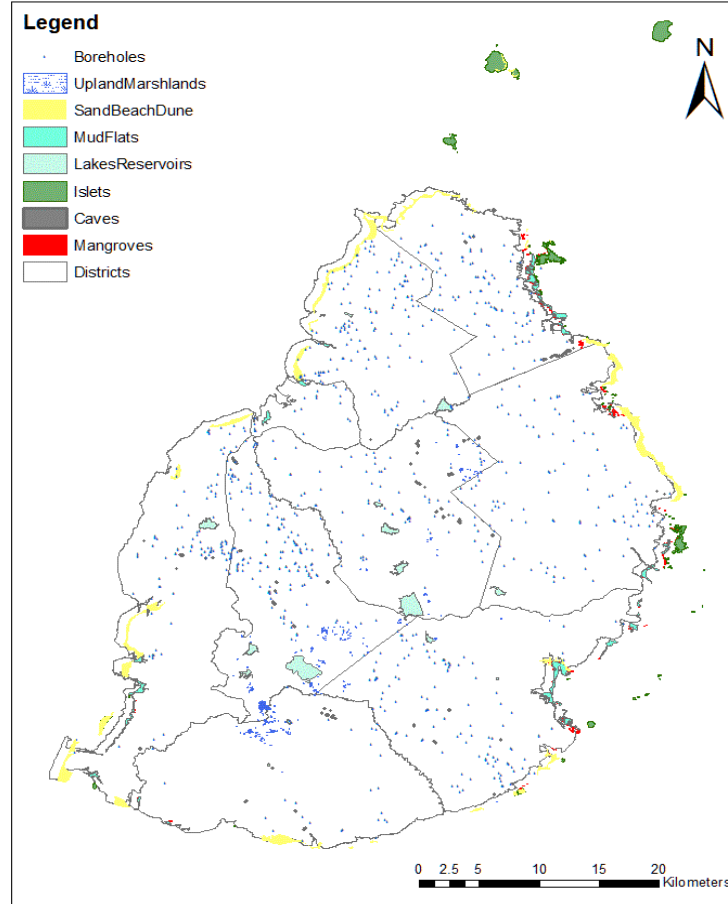 Legend
Boreholes
UplandMarshlands
SandBeachDune
MudFlats
LakesReservoirs
Islets
Caves
Mangroves
Districts
N
0 2.5 5 10 15 20
Kilometers